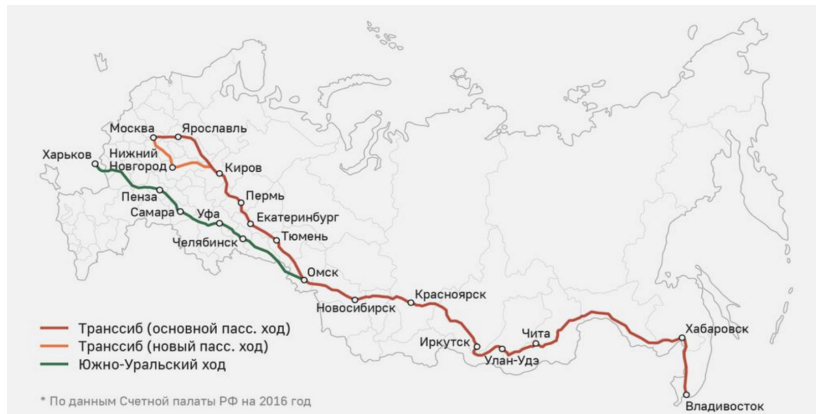 Москва
Ярославль
Харьков
Нижний
Новгород
Киров
Пенза
Пермь
Самара
Уфа
Екатеринбург
Челябинск
Тюмень
Омск
Новосибирск
Красноярск
Иркутск
Улан-Удэ
Чита
Хабаровск
Владивосток
Транссиб (основной пасс. ход)
Транссиб (новый пасс. ход)
Южно-Уральский ход
* По данным Счетной палаты РФ на 2016 год